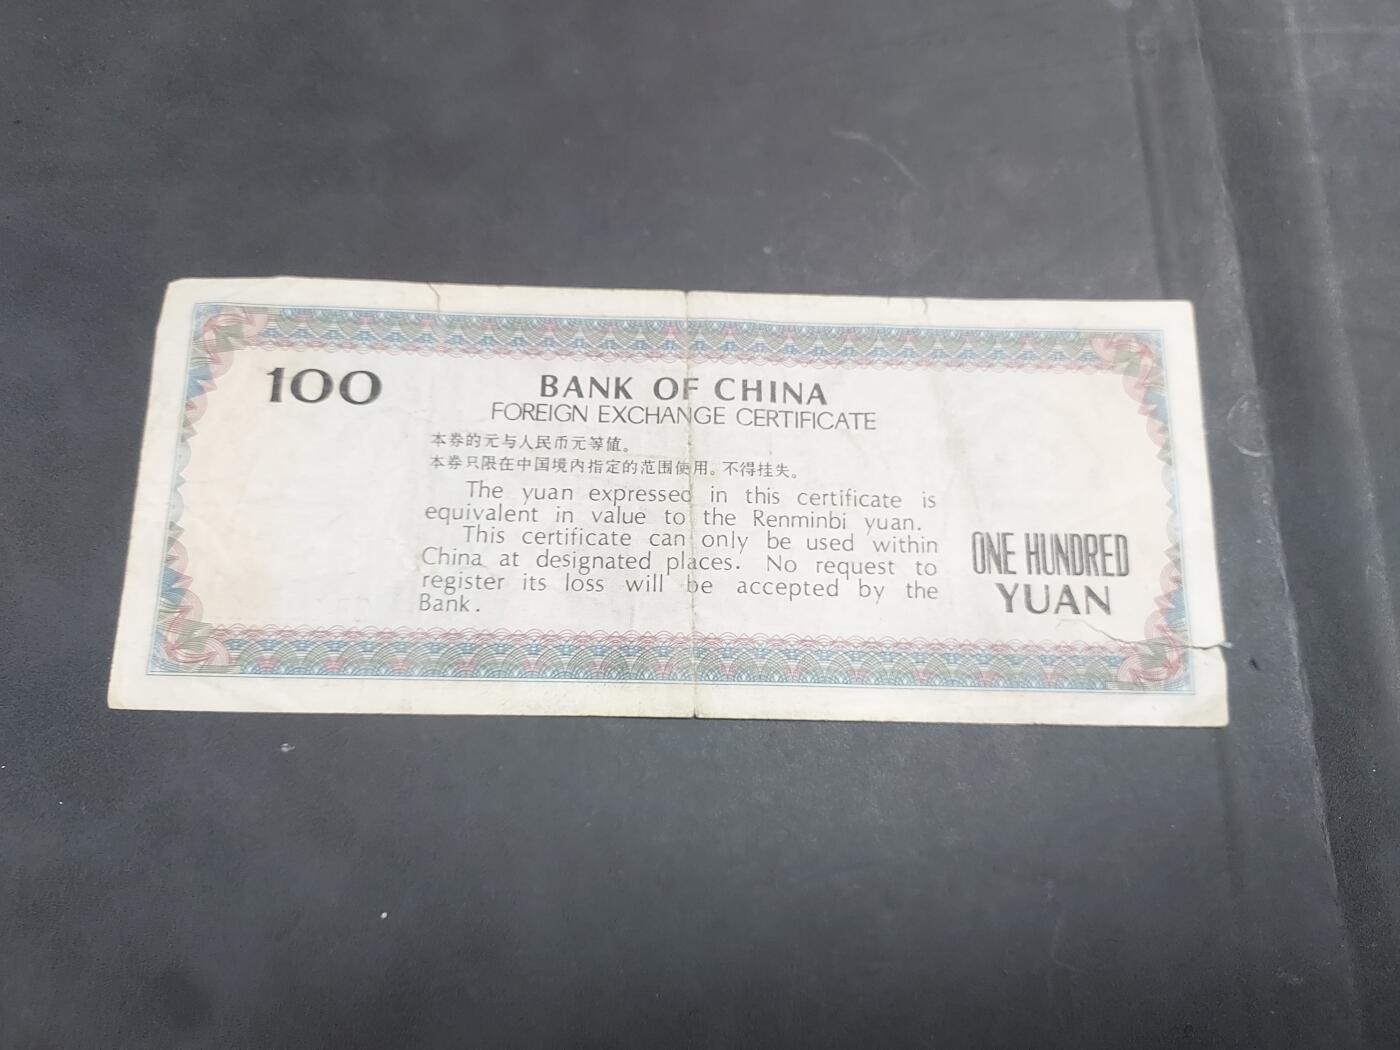 100
BANK OF CHINA
FOREIGN EXCHANGE CERTIFICATE
本券的元与人民币元等值。
本券只限在中国境内指定的范围使用。不得挂失。
The yuan expressed in this certificate is
equivalent in value to the Renminbi yuan.
This certificate can only be used within
China at designated places. No request to
register its loss will be accepted by the
Bank.
ONE HUNDRED
YUAN